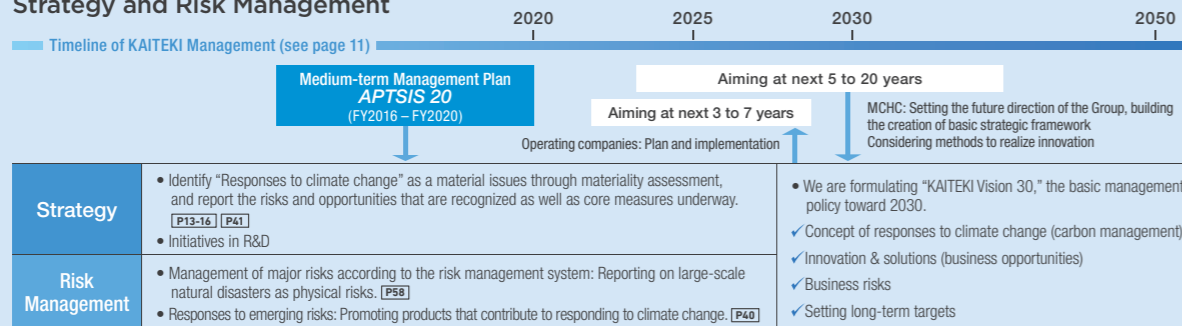 Strategy and Risk Management
2020 2025 2030 2050
Timeline of KAITEKI Management (see page 11)
Medium-term Management Plan
APTSIS 20
(FY2016 – FY2020)
Aiming at next 5 to 20 years
Aiming at next 3 to 7 years
Operating companies: Plan and implementation
MCHC: Setting the future direction of the Group, building
the creation of basic strategic framework
Considering methods to realize innovation
Strategy
• Identify “Responses to climate change” as a material issues through materiality assessment,
and report the risks and opportunities that are recognized as well as core measures underway.
P13-16 P41
• Initiatives in R&D
Risk
Management
• Management of major risks according to the risk management system: Reporting on large-scale
natural disasters as physical risks. P58
• Responses to emerging risks: Promoting products that contribute to responding to climate change. P40
• We are formulating “KAITEKI Vision 30,” the basic management
policy toward 2030.
✓Concept of responses to climate change (carbon management)
✓Innovation & solutions (business opportunities)
✓Business risks
✓Setting long-term targets